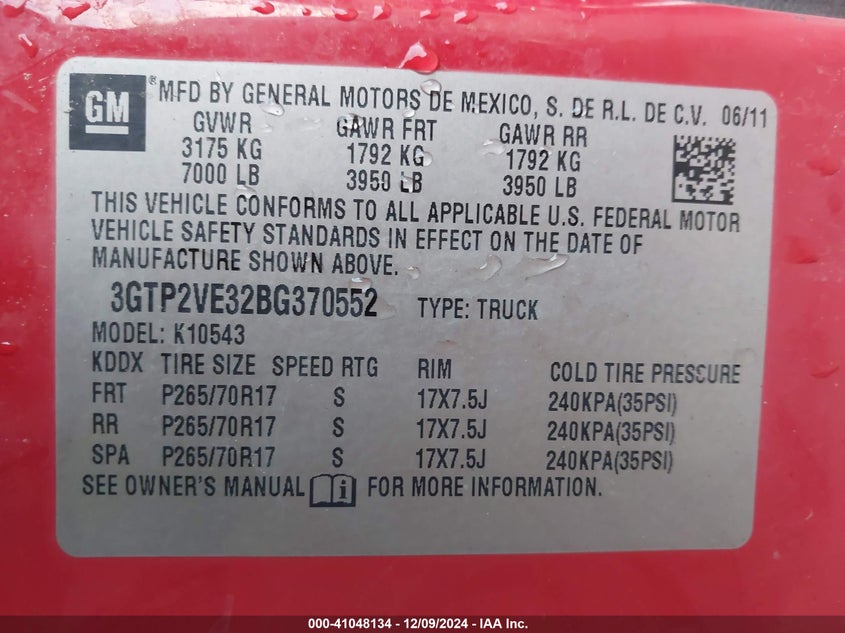 GM ® MFD BY GENERAL MOTORS DE MEXICO, S. DE R.L. DE C.V. 06/11
GVWR GAWR FRT GAWR RR
3175 KG 1792 KG 1792 KG
7000 LB 3950 LB 3950 LB
THIS VEHICLE CONFORMS TO ALL APPLICABLE U.S. FEDERAL MOTOR
VEHICLE SAFETY STANDARDS IN EFFECT ON THE DATE OF
MANUFACTURE SHOWN ABOVE.
3GTP2VE32BG370552 TYPE: TRUCK
MODEL: K10543
KDDX TIRE SIZE SPEED RTG RIM COLD TIRE PRESSURE
FRT P265/70R17 S 17X7.5J 240KPA(35PSI)
RR P265/70R17 S 17X7.5J 240KPA(35PSI)
SPA P265/70R17 S 17X7.5J 240KPA(35PSI)
SEE OWNER'S MANUAL i FOR MORE INFORMATION.
000-41048134 - 12/09/2024 - IAA Inc.